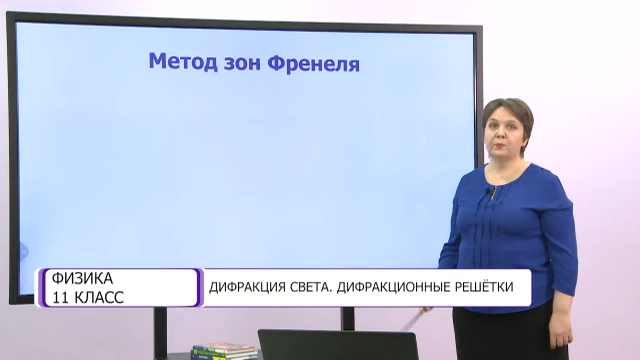 Метод зон Френеля
ФИЗИКА
11 КЛАСС
ДИФРАКЦИЯ СВЕТА. ДИФРАКЦИОННЫЕ РЕШЁТКИ